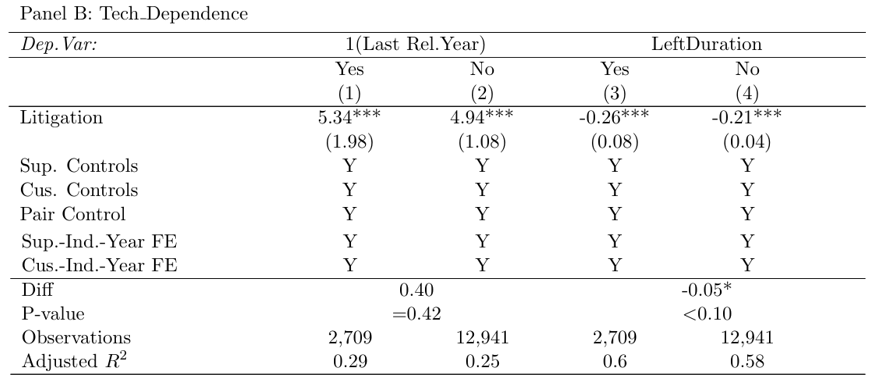 Panel B: Tech_Dependence
Dep.Var: 1(Last Rel.Year) LeftDuration
Yes No Yes No
(1) (2) (3) (4)
Litigation 5.34*** 4.94*** -0.26*** -0.21***
(1.98) (1.08) (0.08) (0.04)
Sup. Controls Y Y Y Y
Cus. Controls Y Y Y Y
Pair Control Y Y Y Y
Sup.-Ind.-Year FE Y Y Y Y
Cus.-Ind.-Year FE Y Y Y Y
Diff 0.40 -0.05*
P-value =0.42 <0.10
Observations 2,709 12,941 2,709 12,941
Adjusted R² 0.29 0.25 0.6 0.58